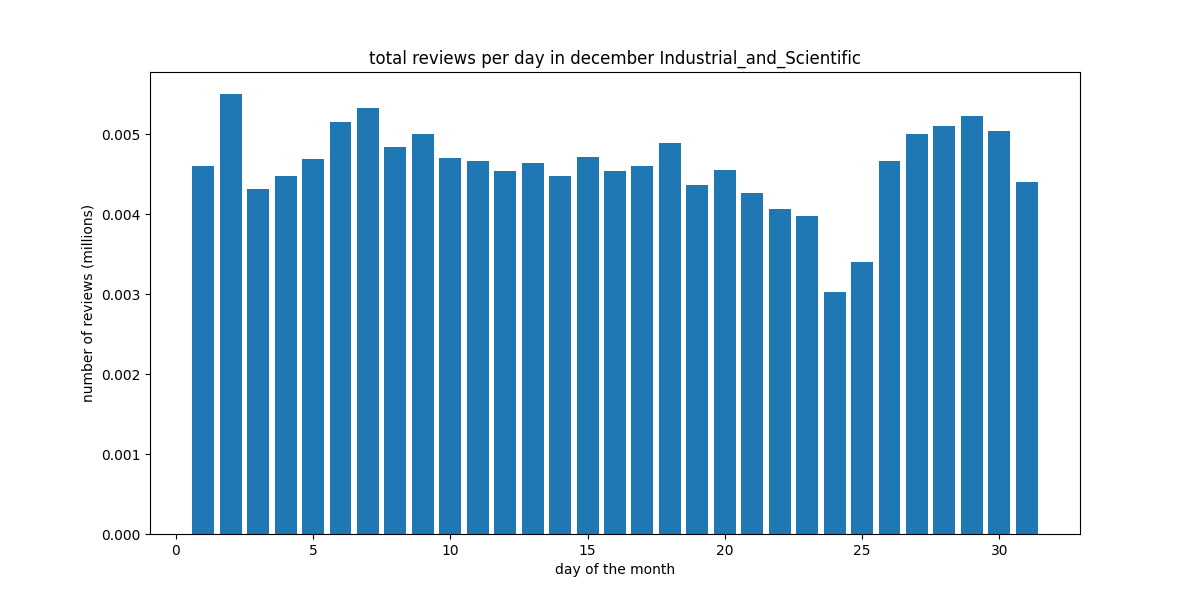 total reviews per day in december Industrial_and_Scientific
number of reviews (millions)
0.005
0.004
0.003
0.002
0.001
0.000
0 5 10 15 20 25 30
day of the month